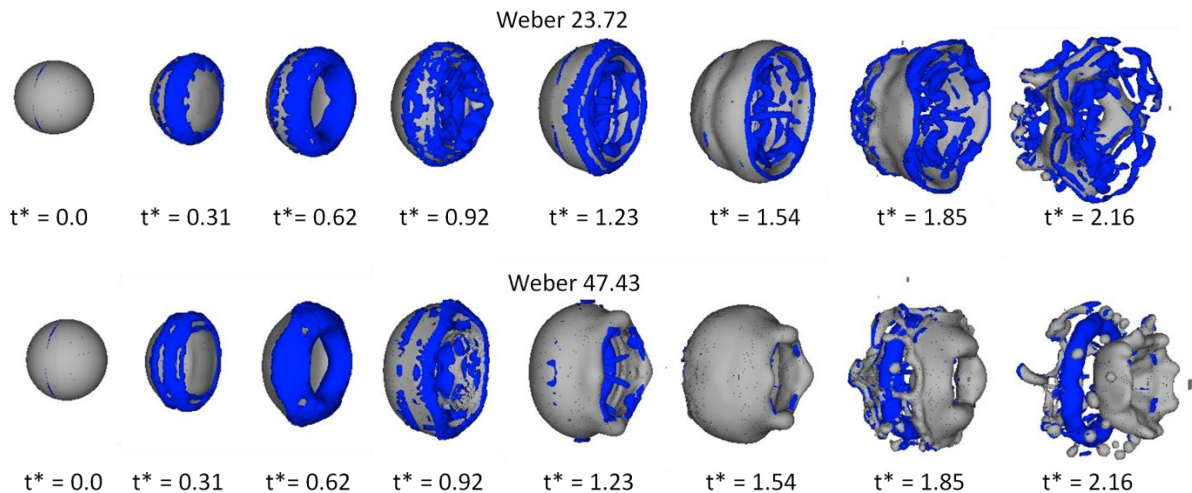 Weber 23.72
t* = 0.0 t* = 0.31 t*= 0.62 t* = 0.92 t* = 1.23 t* = 1.54 t* = 1.85 t* = 2.16
Weber 47.43
t* = 0.0 t* = 0.31 t* = 0.62 t* = 0.92 t* = 1.23 t* = 1.54 t* = 1.85 t* = 2.16